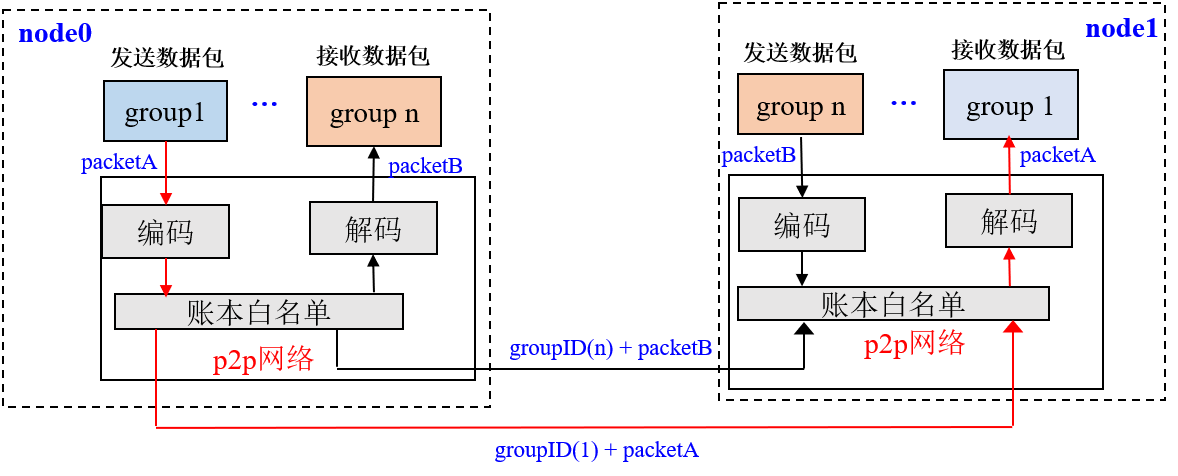 node0
发送数据包
接收数据包
group1
...
group n
packetA
packetB
编码
解码
账本白名单
p2p网络
node1
发送数据包
接收数据包
group n
...
group 1
packetB
packetA
编码
解码
账本白名单
p2p网络
groupID(n) + packetB
groupID(1) + packetA